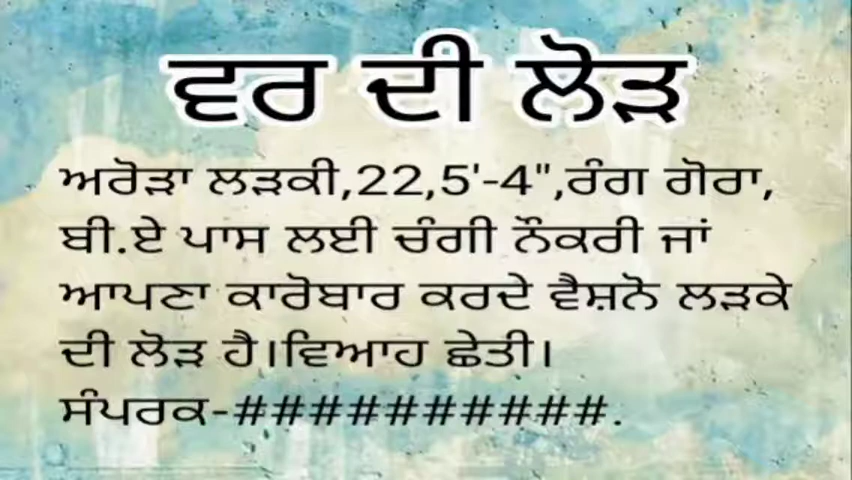 ਵਰ ਦੀ ਲੋੜ
ਅਰੋੜਾ ਲੜਕੀ,22,5'-4",ਰੰਗ ਗੋਰਾ,
ਬੀ.ਏ ਪਾਸ ਲਈ ਚੰਗੀ ਨੌਕਰੀ ਜਾਂ
ਆਪਣਾ ਕਾਰੋਬਾਰ ਕਰਦੇ ਵੈਸ਼ਨੋ ਲੜਕੇ
ਦੀ ਲੋੜ ਹੈ।ਵਿਆਹ ਛੇਤੀ।
ਸੰਪਰਕ-##########.